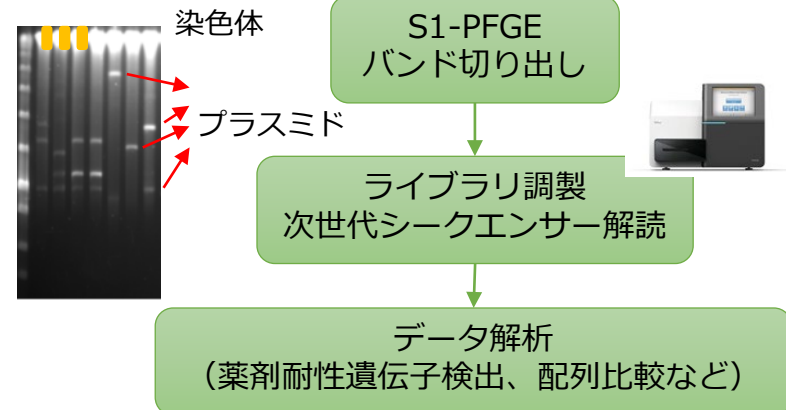 染色体
プラスミド
S1-PFGE
バンド切り出し
ライブラリ調製
次世代シークエンサー解読
データ解析
（薬剤耐性遺伝子検出、配列比較など）